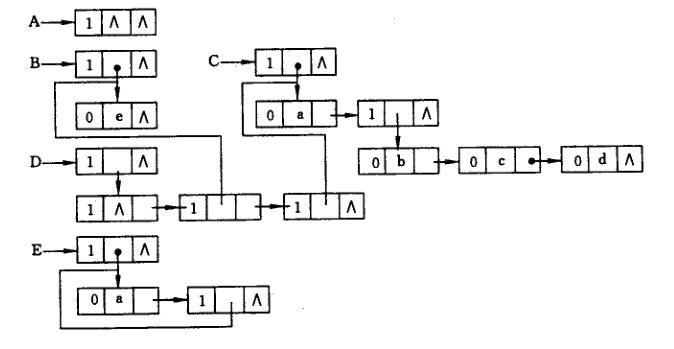 A 1 Λ Λ
B 1 Λ C 1 Λ
0 e Λ 0 a 1 Λ
D 1 Λ 0 b 0 c 0 d Λ
1 Λ 1 1 Λ
E 1 Λ
0 a 1 Λ